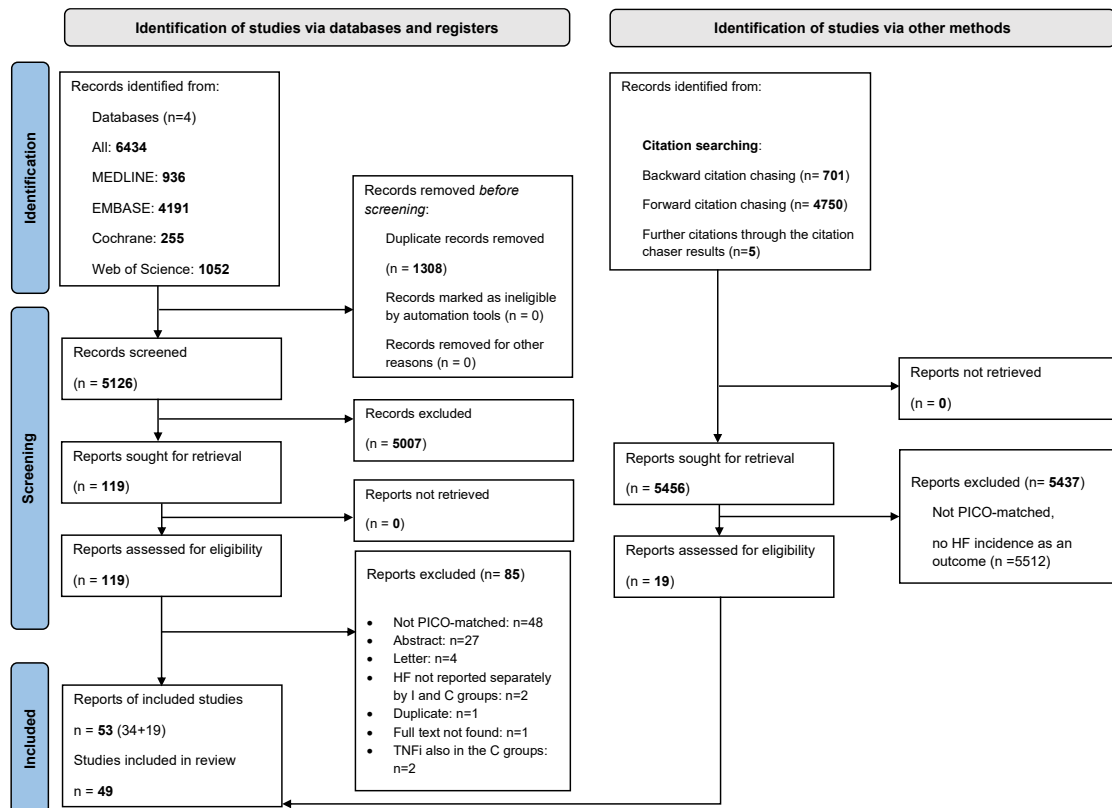 Identification of studies via databases and registers
Identification of studies via other methods
Identification
Records identified from:
Databases (n=4)
All: 6434
MEDLINE: 936
EMBASE: 4191
Cochrane: 255
Web of Science: 1052
Records removed before
screening:
Duplicate records removed
(n = 1308)
Records marked as ineligible
by automation tools (n = 0)
Records removed for other
reasons (n = 0)
Records identified from:
Citation searching:
Backward citation chasing (n= 701)
Forward citation chasing (n= 4750)
Further citations through the citation
chaser results (n=5)
Screening
Records screened
(n = 5126)
Records excluded
(n = 5007)
Reports sought for retrieval
(n = 119)
Reports not retrieved
(n = 0)
Reports assessed for eligibility
(n = 119)
Reports excluded (n= 85)
• Not PICO-matched: n=48
• Abstract: n=27
• Letter: n=4
• HF not reported separately
by I and C groups: n=2
• Duplicate: n=1
• Full text not found: n=1
• TNFi also in the C groups:
n=2
Reports not retrieved
(n = 0)
Reports sought for retrieval
(n = 5456)
Reports excluded (n= 5437)
Not PICO-matched,
no HF incidence as an
outcome (n =5512)
Reports assessed for eligibility
(n = 19)
Included
Reports of included studies
n = 53 (34+19)
Studies included in review
n = 49